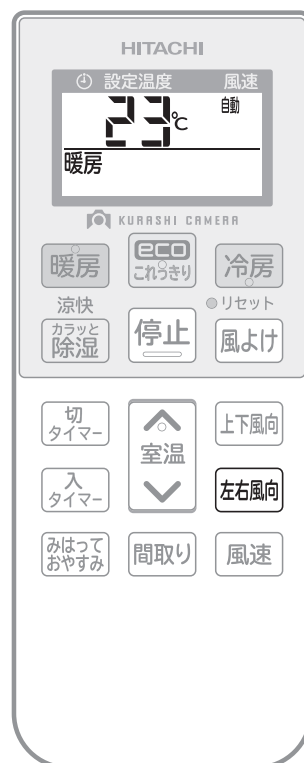 HITACHI
設定温度 風速
23℃ 自動
暖房
KURASHI CAMERA
暖房 eco これっきり 冷房
涼快 リセット
カラッと除湿 停止 風よけ
切タイマー 室温 上下風向
入タイマー 左右風向
みはっておやすみ 間取り 風速